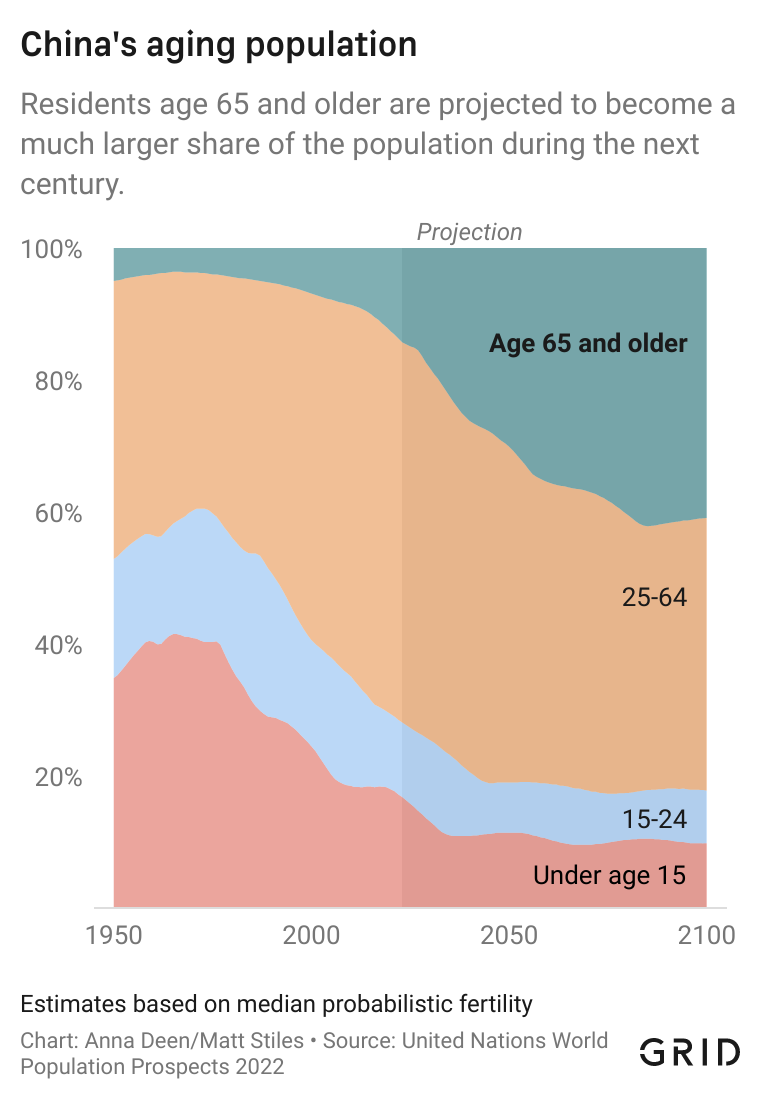 China's aging population
Residents age 65 and older are projected to become a
much larger share of the population during the next
century.
Projection
100%
Age 65 and older
80%
60%
25-64
40%
20%
15-24
Under age 15
1950 2000 2050 2100
Estimates based on median probabilistic fertility
Chart: Anna Deen/Matt Stiles • Source: United Nations World
Population Prospects 2022
GRID